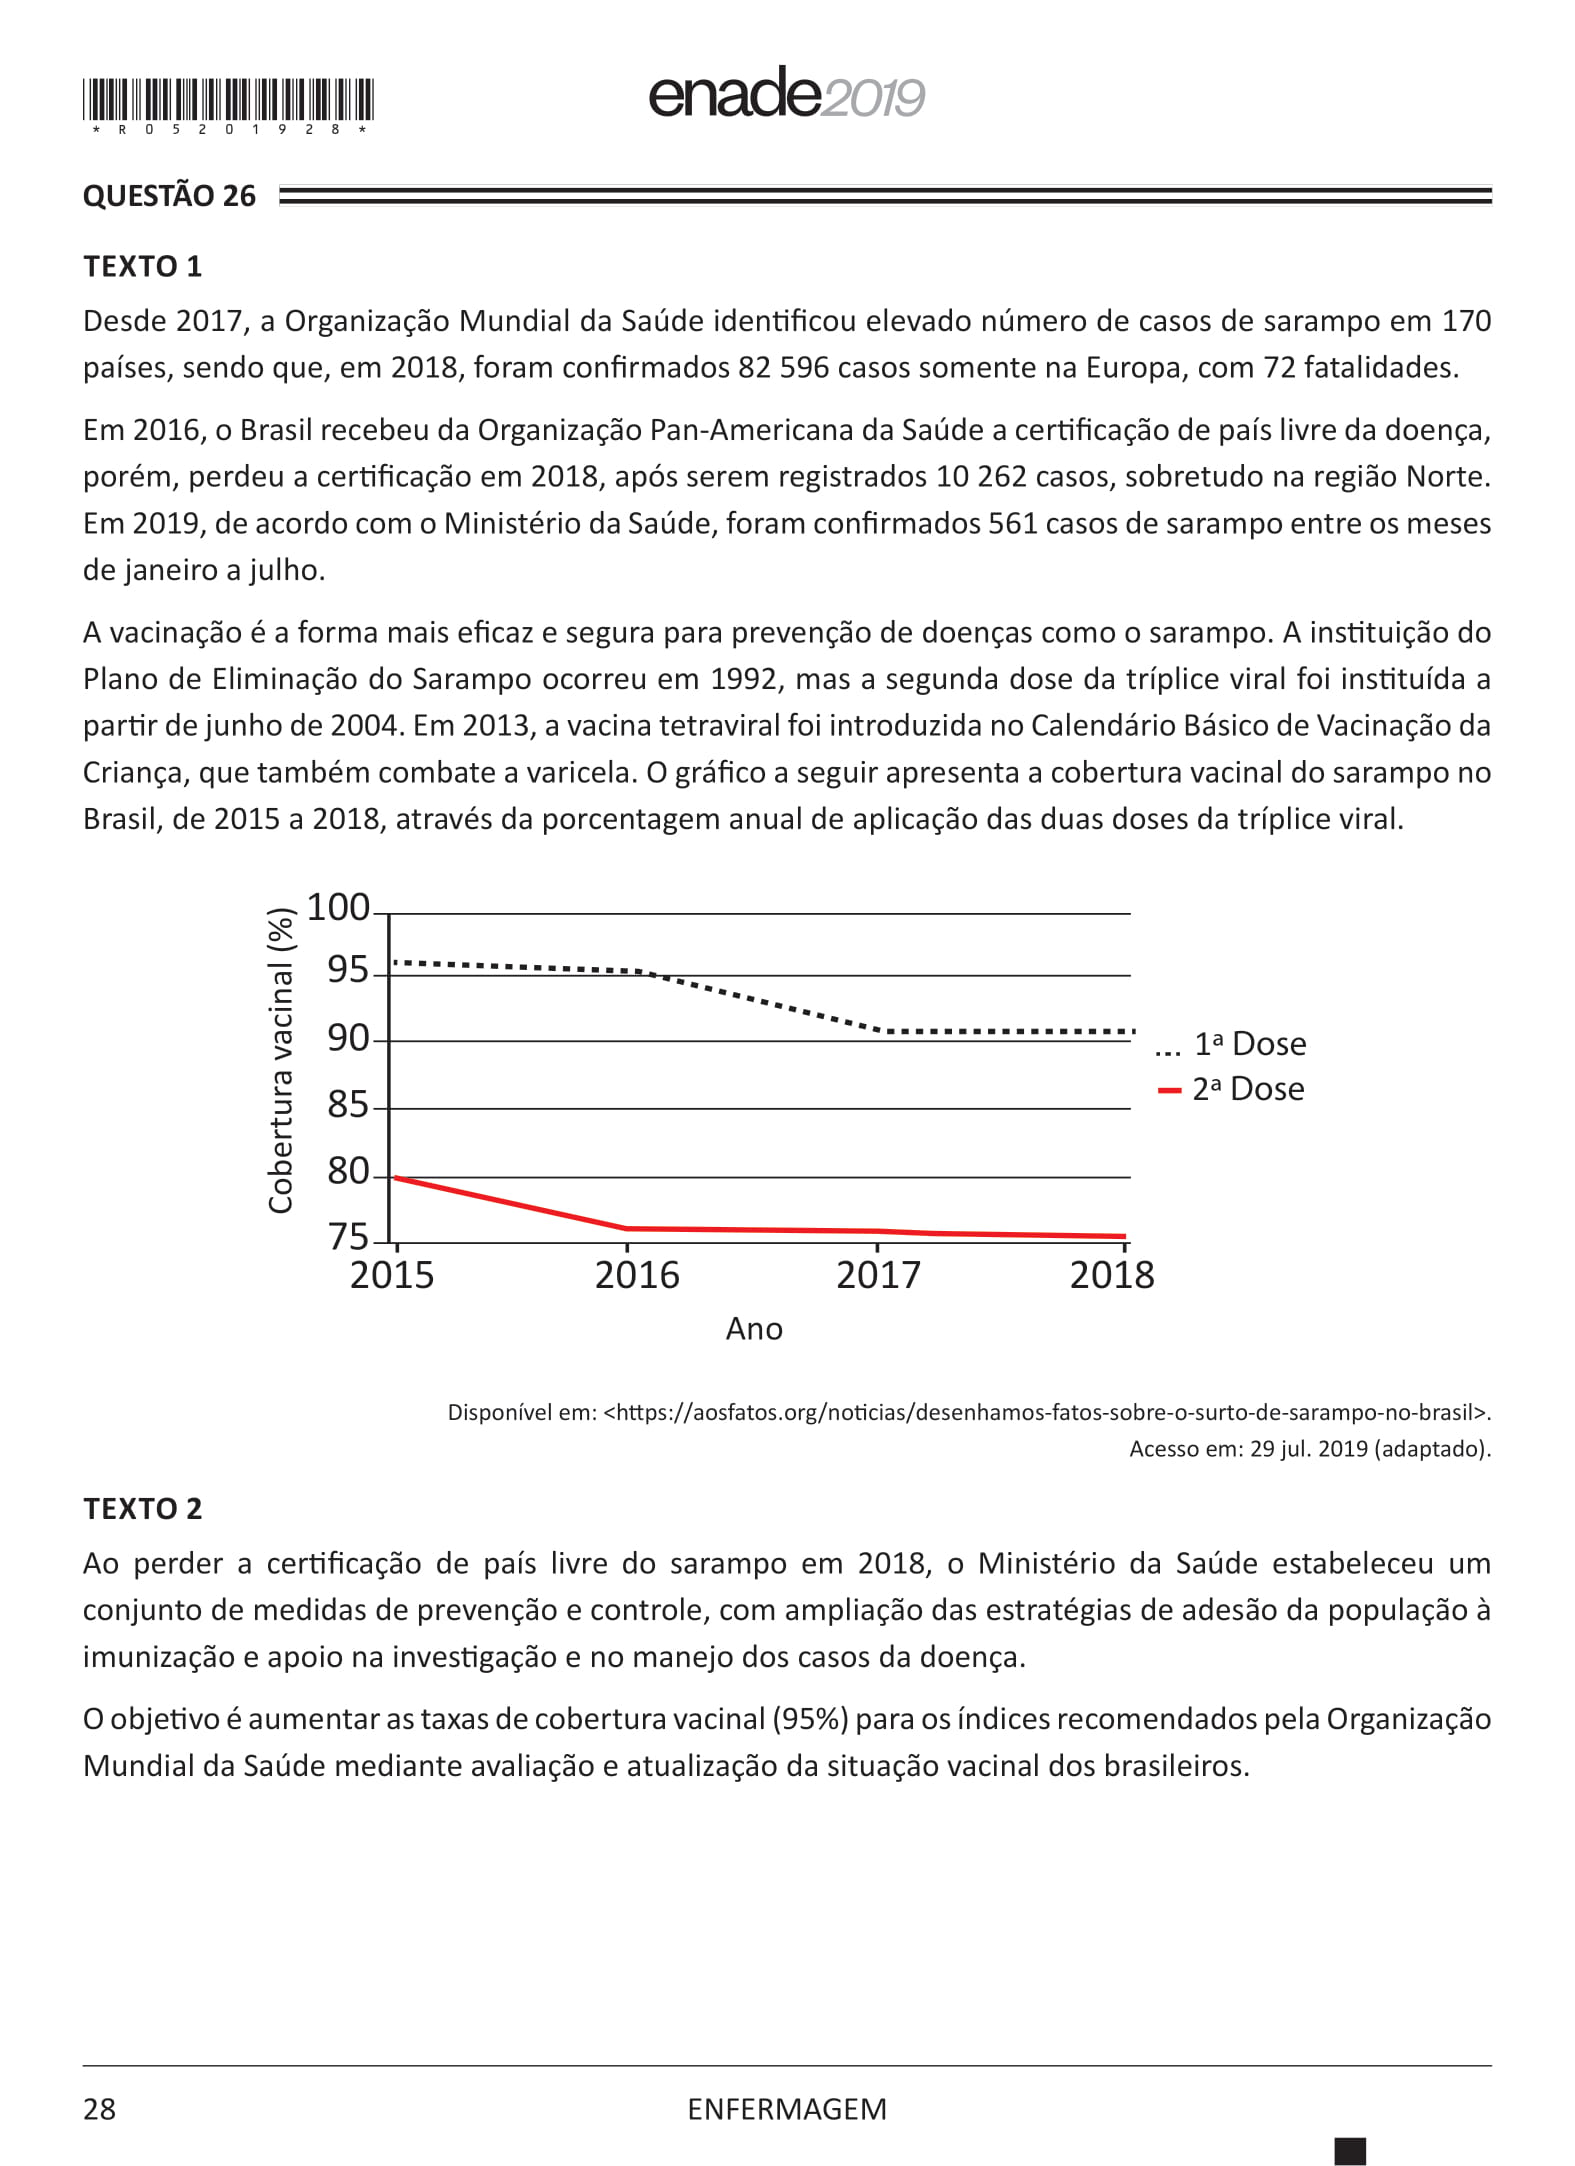 *R05201928*
enade2019
QUESTÃO 26
TEXTO 1
Desde 2017, a Organização Mundial da Saúde identificou elevado número de casos de sarampo em 170
países, sendo que, em 2018, foram confirmados 82 596 casos somente na Europa, com 72 fatalidades.
Em 2016, o Brasil recebeu da Organização Pan-Americana da Saúde a certificação de país livre da doença,
porém, perdeu a certificação em 2018, após serem registrados 10 262 casos, sobretudo na região Norte.
Em 2019, de acordo com o Ministério da Saúde, foram confirmados 561 casos de sarampo entre os meses
de janeiro a julho.
A vacinação é a forma mais eficaz e segura para prevenção de doenças como o sarampo. A instituição do
Plano de Eliminação do Sarampo ocorreu em 1992, mas a segunda dose da tríplice viral foi instituída a
partir de junho de 2004. Em 2013, a vacina tetraviral foi introduzida no Calendário Básico de Vacinação da
Criança, que também combate a varicela. O gráfico a seguir apresenta a cobertura vacinal do sarampo no
Brasil, de 2015 a 2018, através da porcentagem anual de aplicação das duas doses da tríplice viral.
Cobertura vacinal (%)
100
95
90
85
80
75
2015 2016 2017 2018
Ano
1ª Dose
2ª Dose
Disponível em: <https://aosfatos.org/noticias/desenhamos-fatos-sobre-o-surto-de-sarampo-no-brasil>.
Acesso em: 29 jul. 2019 (adaptado).
TEXTO 2
Ao perder a certificação de país livre do sarampo em 2018, o Ministério da Saúde estabeleceu um
conjunto de medidas de prevenção e controle, com ampliação das estratégias de adesão da população à
imunização e apoio na investigação e no manejo dos casos da doença.
O objetivo é aumentar as taxas de cobertura vacinal (95%) para os índices recomendados pela Organização
Mundial da Saúde mediante avaliação e atualização da situação vacinal dos brasileiros.
28
ENFERMAGEM